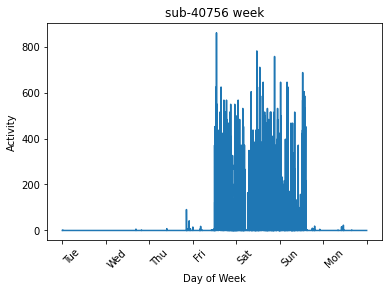 sub-40756 week
800
600
400
200
0
Activity
Tue
Wed
Thu
Fri
Sat
Sun
Mon
Day of Week